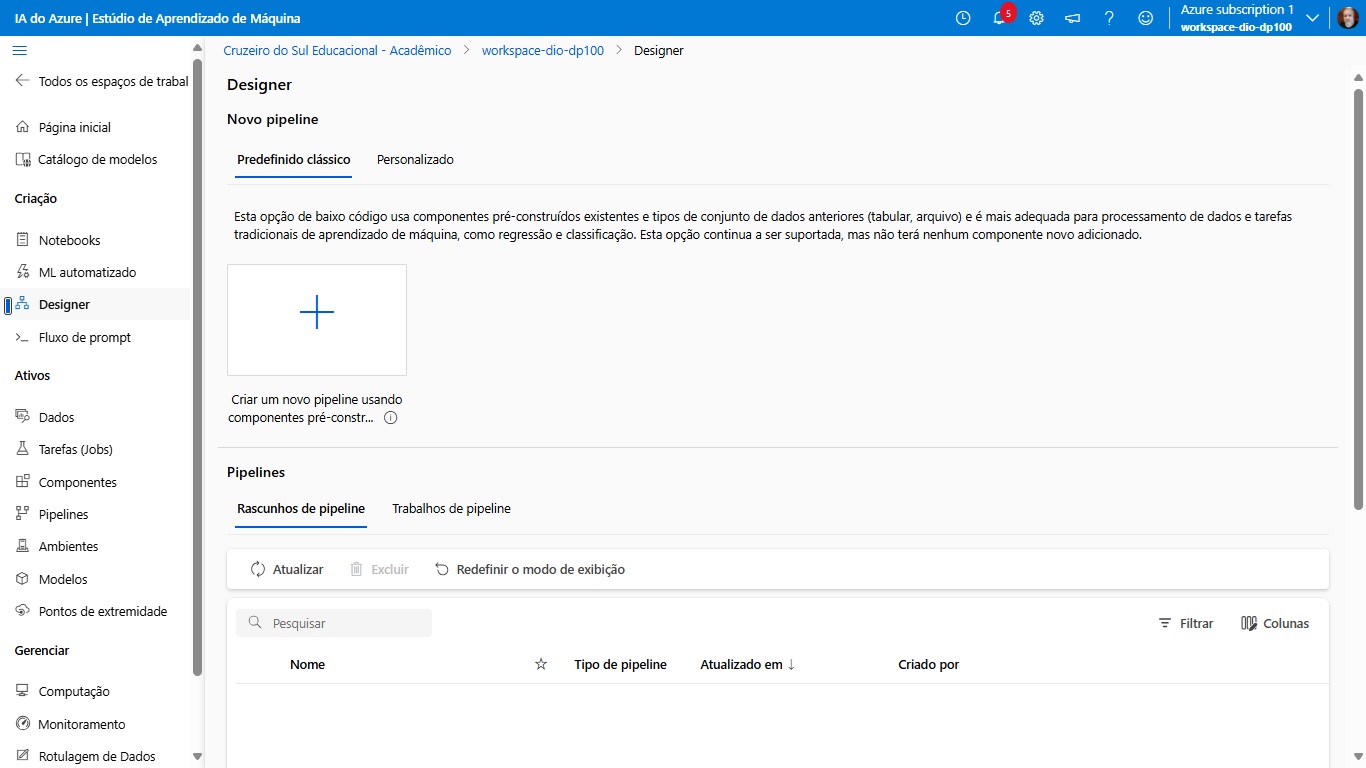 IA do Azure | Estúdio de Aprendizado de Máquina
5
Azure subscription 1
workspace-dio-dp100
Todos os espaços de trabal
Página inicial
Catálogo de modelos
Criação
Notebooks
ML automatizado
Designer
Fluxo de prompt
Ativos
Dados
Tarefas (Jobs)
Componentes
Pipelines
Ambientes
Modelos
Pontos de extremidade
Gerenciar
Computação
Monitoramento
Rotulagem de Dados
Cruzeiro do Sul Educacional - Acadêmico > workspace-dio-dp100 > Designer
Designer
Novo pipeline
Predefinido clássico Personalizado
Esta opção de baixo código usa componentes pré-construídos existentes e tipos de conjunto de dados anteriores (tabular, arquivo) e é mais adequada para processamento de dados e tarefas
tradicionais de aprendizado de máquina, como regressão e classificação. Esta opção continua a ser suportada, mas não terá nenhum componente novo adicionado.
Criar um novo pipeline usando
componentes pré-constr...
Pipelines
Rascunhos de pipeline Trabalhos de pipeline
Atualizar Excluir Redefinir o modo de exibição
Pesquisar Filtrar Colunas
Nome Tipo de pipeline Atualizado em ↓ Criado por